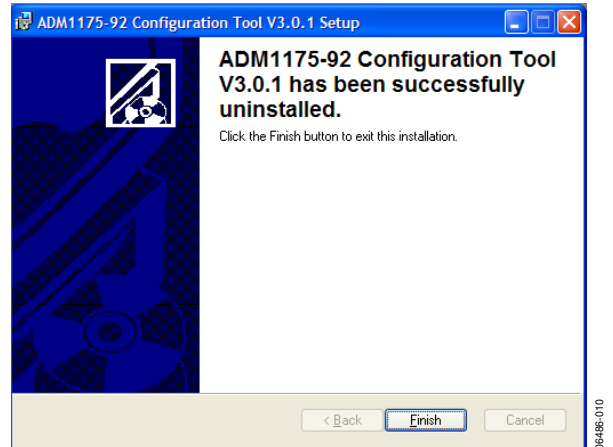 ADM1175-92 Configuration Tool V3.0.1 Setup
ADM1175-92 Configuration Tool
V3.0.1 has been successfully
uninstalled.
Click the Finish button to exit this installation.
< Back
Finish
Cancel
06486-010